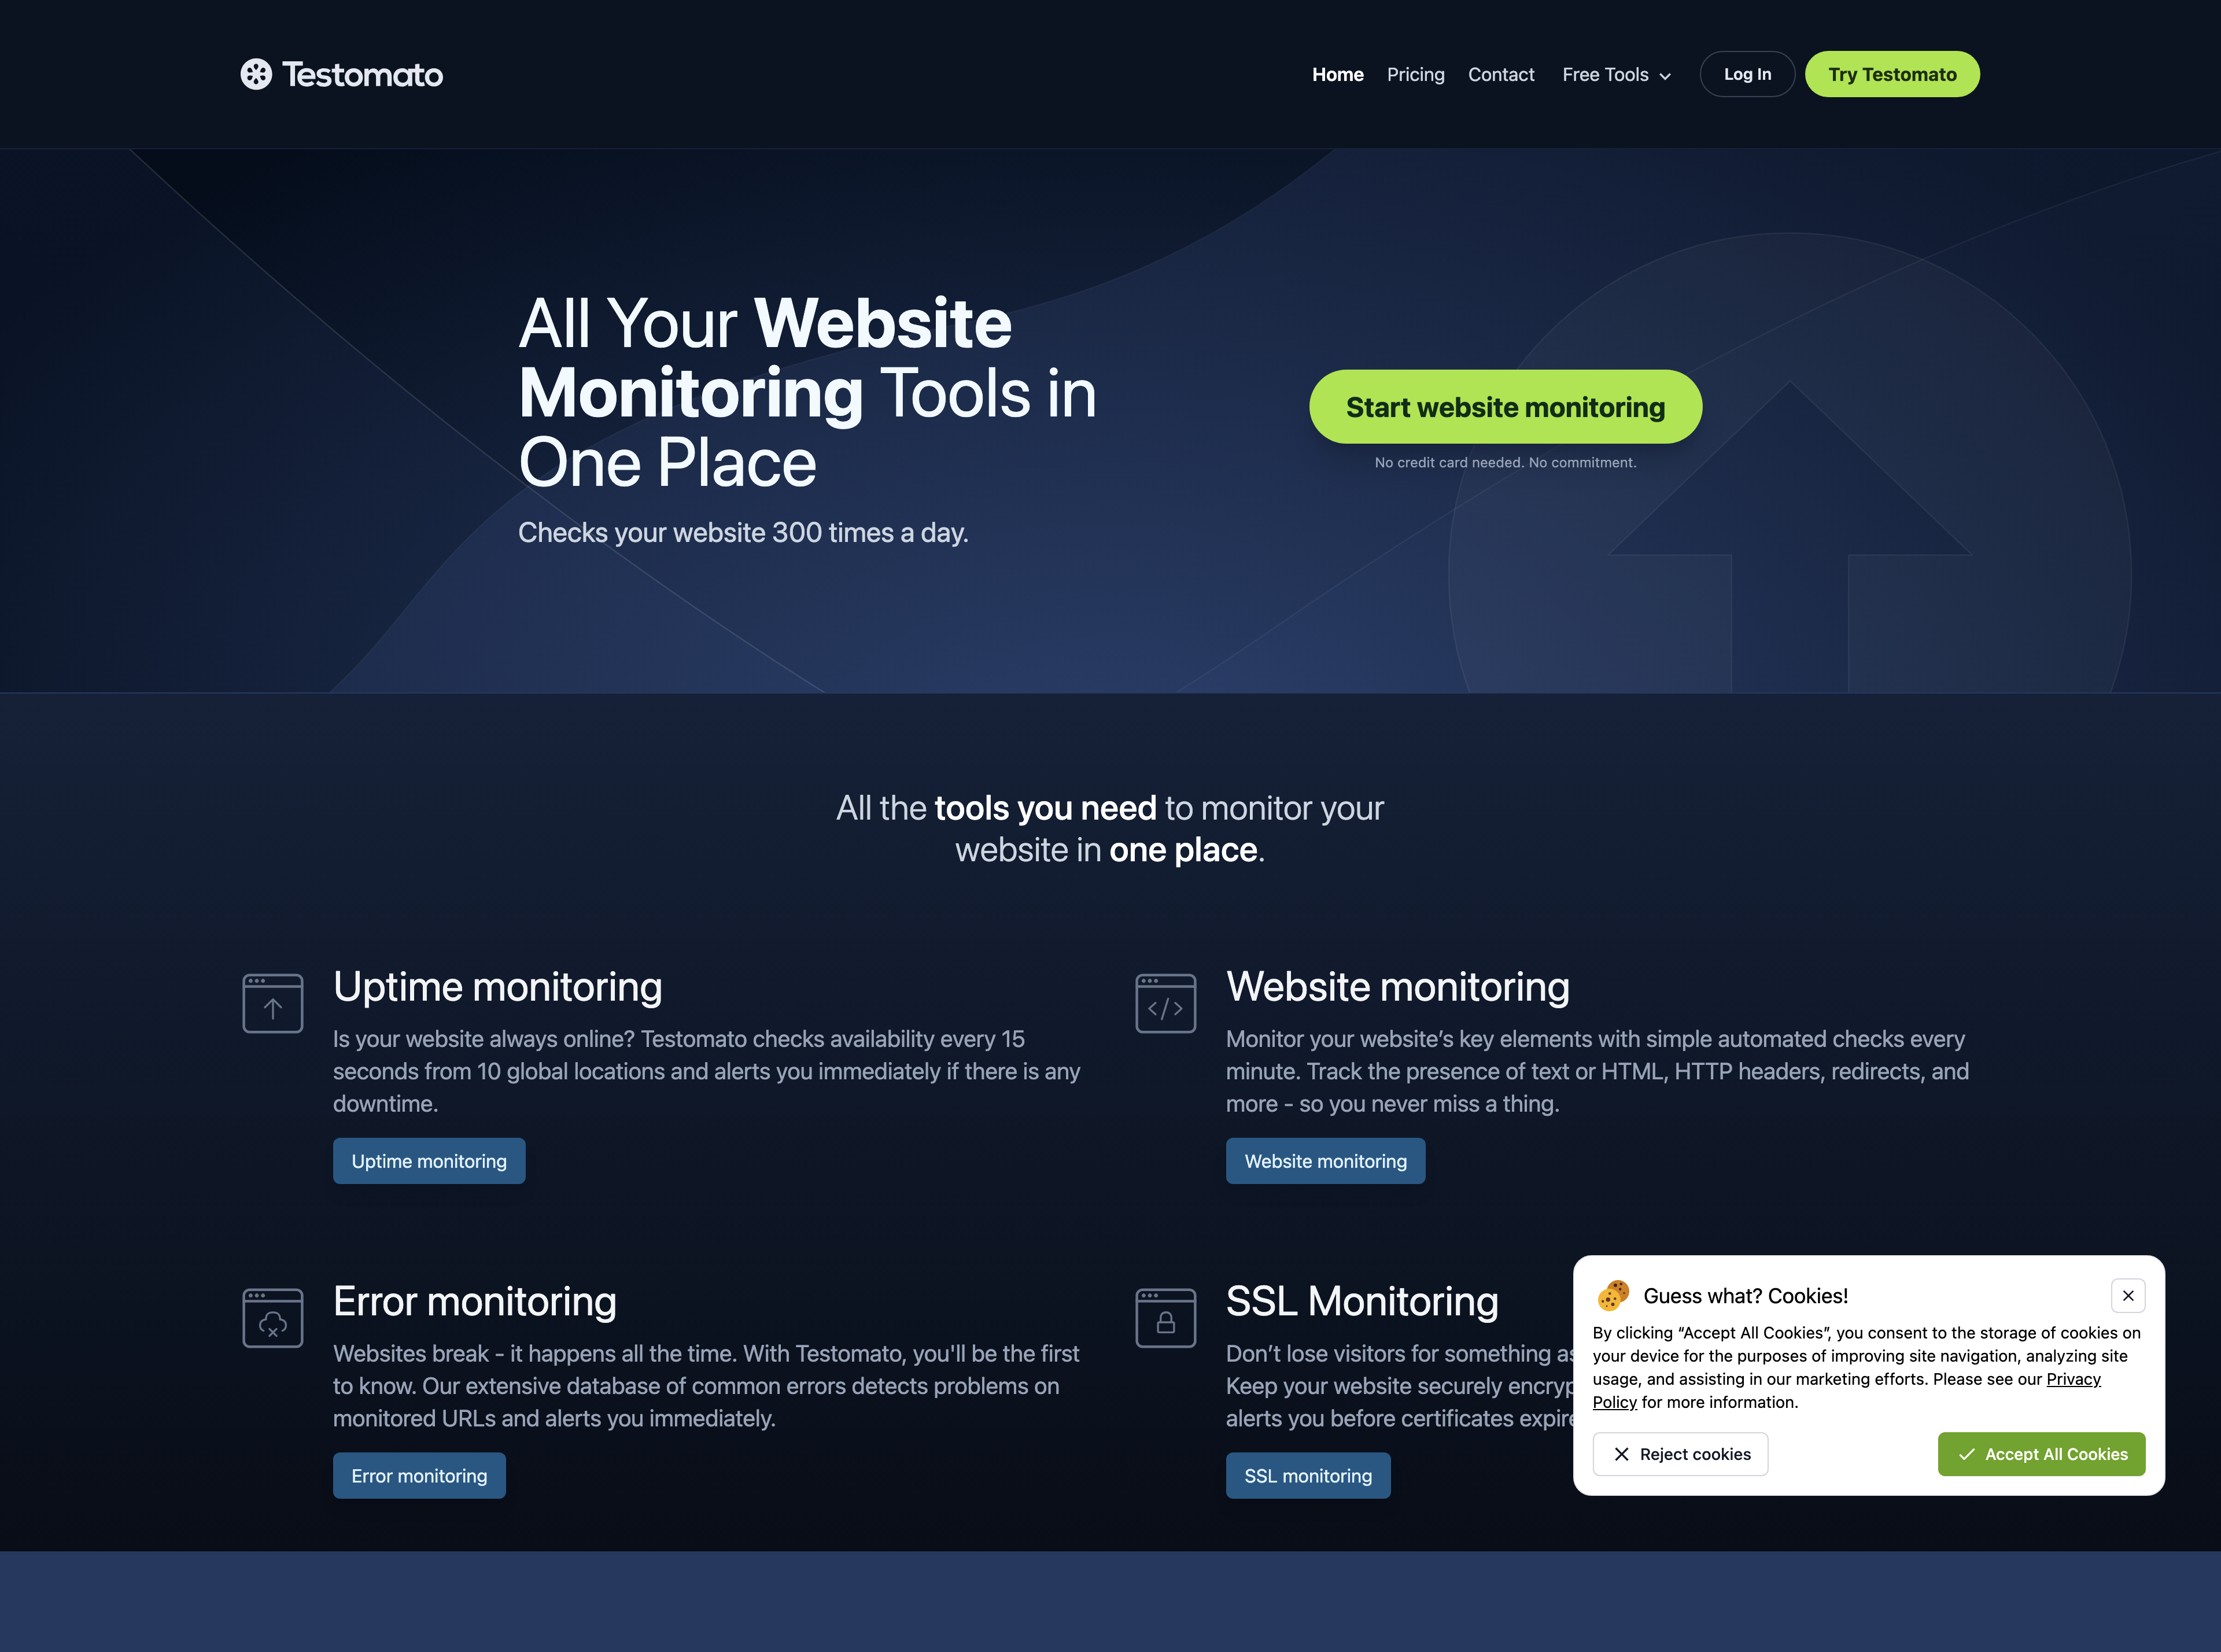 Testomato
Home Pricing Contact Free Tools Log In Try Testomato
All Your Website
Monitoring Tools in
One Place
Checks your website 300 times a day.
Start website monitoring
No credit card needed. No commitment.
All the tools you need to monitor your
website in one place.
Uptime monitoring
Is your website always online? Testomato checks availability every 15
seconds from 10 global locations and alerts you immediately if there is any
downtime.
Uptime monitoring
Website monitoring
Monitor your website’s key elements with simple automated checks every
minute. Track the presence of text or HTML, HTTP headers, redirects, and
more - so you never miss a thing.
Website monitoring
Error monitoring
Websites break - it happens all the time. With Testomato, you'll be the first
to know. Our extensive database of common errors detects problems on
monitored URLs and alerts you immediately.
Error monitoring
SSL Monitoring
Don’t lose visitors for something
Keep your website securely
alerts you before certificates
SSL monitoring
Guess what? Cookies!
By clicking “Accept All Cookies”, you consent to the storage of cookies on
your device for the purposes of improving site navigation, analyzing site
usage, and assisting in our marketing efforts. Please see our Privacy
Policy for more information.
Reject cookies
Accept All Cookies